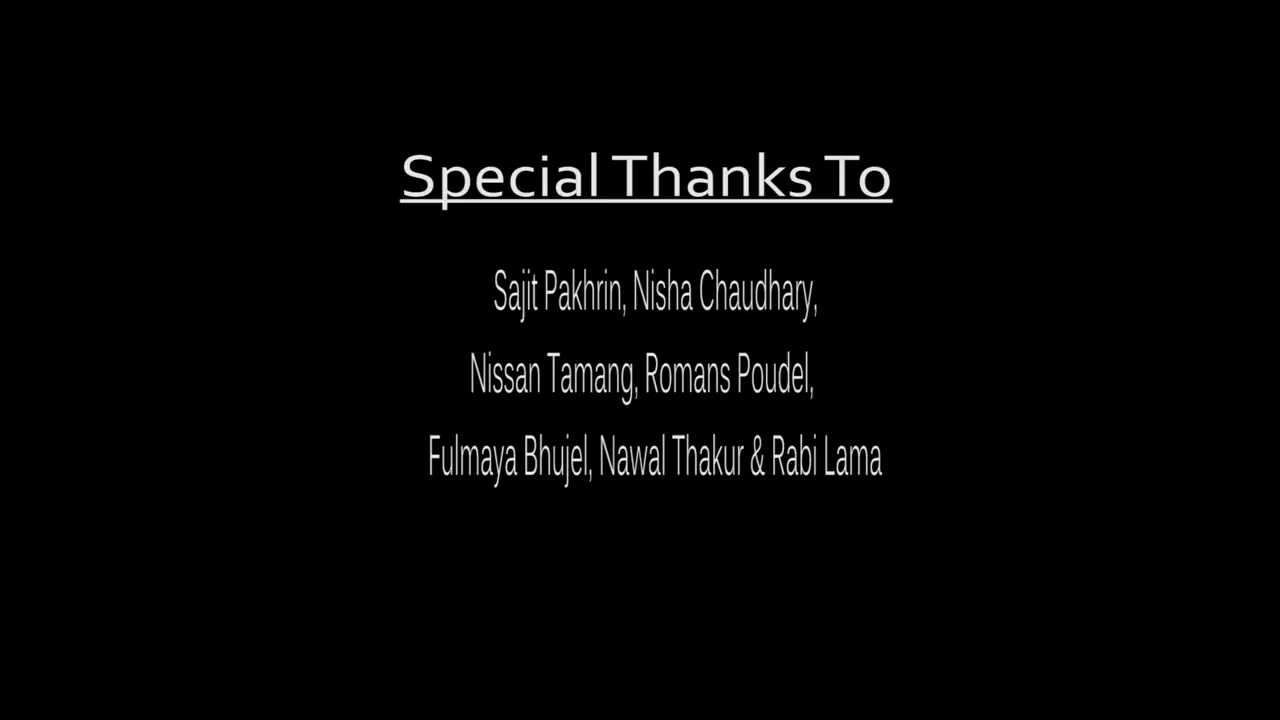 Special Thanks To
Sajit Pakhrin, Nisha Chaudhary,
Nissan Tamang, Romans Poudel,
Fulmaya Bhujel, Nawal Thakur & Rabi Lama